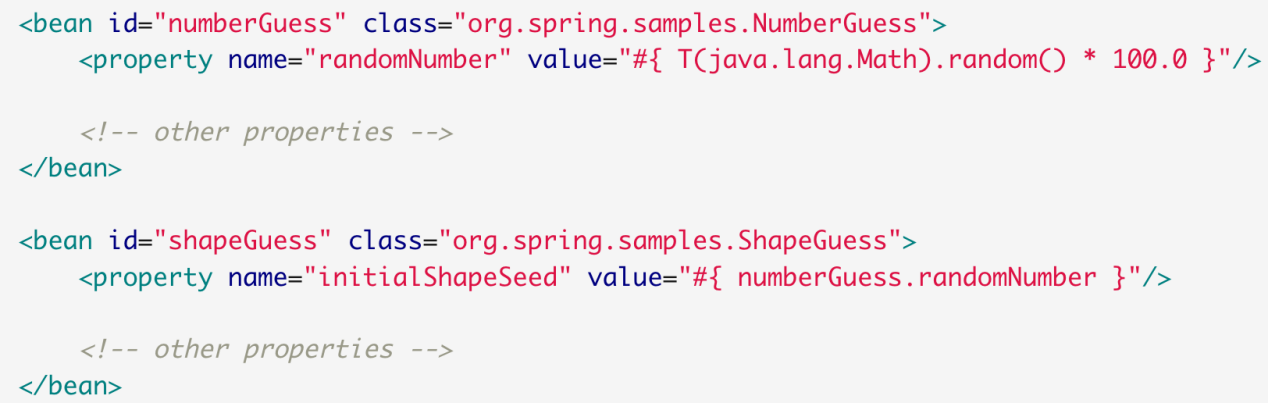 <bean id="numberGuess" class="org.spring.samples.NumberGuess">
    <property name="randomNumber" value="#{ T(java.lang.Math).random() * 100.0 }"/>

    <!-- other properties -->
</bean>

<bean id="shapeGuess" class="org.spring.samples.ShapeGuess">
    <property name="initialShapeSeed" value="#{ numberGuess.randomNumber }"/>

    <!-- other properties -->
</bean>